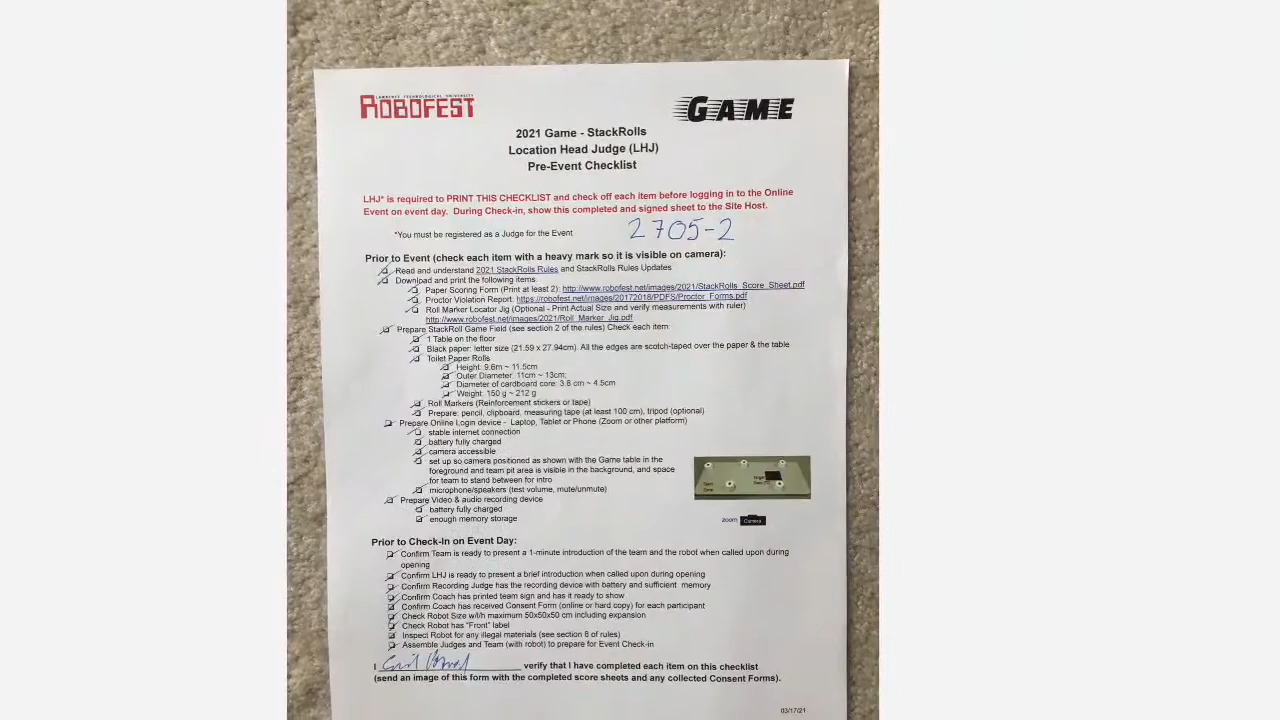 LAWRENCE TECHNOLOGICAL UNIVERSITY
ROBOFEST
GAME
2021 Game - StackRolls
Location Head Judge (LHJ)
Pre-Event Checklist
LHJ* is required to PRINT THIS CHECKLIST and check off each item before logging in to the Online
Event on event day. During Check-in, show this completed and signed sheet to the Site Host.
*You must be registered as a Judge for the Event
2705-2
Prior to Event (check each item with a heavy mark so it is visible on camera):
Read and understand 2021 StackRolls Rules and StackRolls Rules Updates
Download and print the following items
Paper Scoring Form (Print at least 2): http://www.robofest.net/images/2021/StackRolls_Score_Sheet.pdf
Proctor Violation Report: https://robofest.net/images/20172018/PDFS/Proctor_Forms.pdf
Roll Marker Locator Jig (Optional - Print Actual Size and verify measurements with ruler)
http://www.robofest.net/images/2021/Roll_Marker_Jig.pdf
Prepare StackRoll Game Field (see section 2 of the rules) Check each item:
1 Table on the floor
Black paper: letter size (21.59 x 27.94cm). All the edges are scotch-taped over the paper & the table
Toilet Paper Rolls
Height: 9.6m ~ 11.5cm
Outer Diameter: 11cm ~ 13cm;
Diameter of cardboard core: 3.8 cm ~ 4.5cm
Weight: 150 g ~ 212 g
Roll Markers (Reinforcement stickers or tape)
Prepare: pencil, clipboard, measuring tape (at least 100 cm), tripod (optional)
Prepare Online Login device - Laptop, Tablet or Phone (Zoom or other platform)
stable internet connection
battery fully charged
camera accessible
set up so camera positioned as shown with the Game table in the
foreground and team pit area is visible in the background, and space
for team to stand between for intro
microphone/speakers (test volume, mute/unmute)
Prepare Video & audio recording device
battery fully charged
enough memory storage
zoom Camera
Prior to Check-In on Event Day:
Confirm Team is ready to present a 1-minute introduction of the team and the robot when called upon during
opening
Confirm LHJ is ready to present a brief introduction when called upon during opening
Confirm Recording Judge has the recording device with battery and sufficient memory
Confirm Coach has printed team sign and has it ready to show
Confirm Coach has received Consent Form (online or hard copy) for each participant
Check Robot Size w/l/h maximum 50x50x50 cm including expansion
Check Robot has "Front" label
Inspect Robot for any illegal materials (see section 8 of rules)
Assemble Judges and Team (with robot) to prepare for Event Check-in
I verify that I have completed each item on this checklist
(send an image of this form with the completed score sheets and any collected Consent Forms).
03/17/21